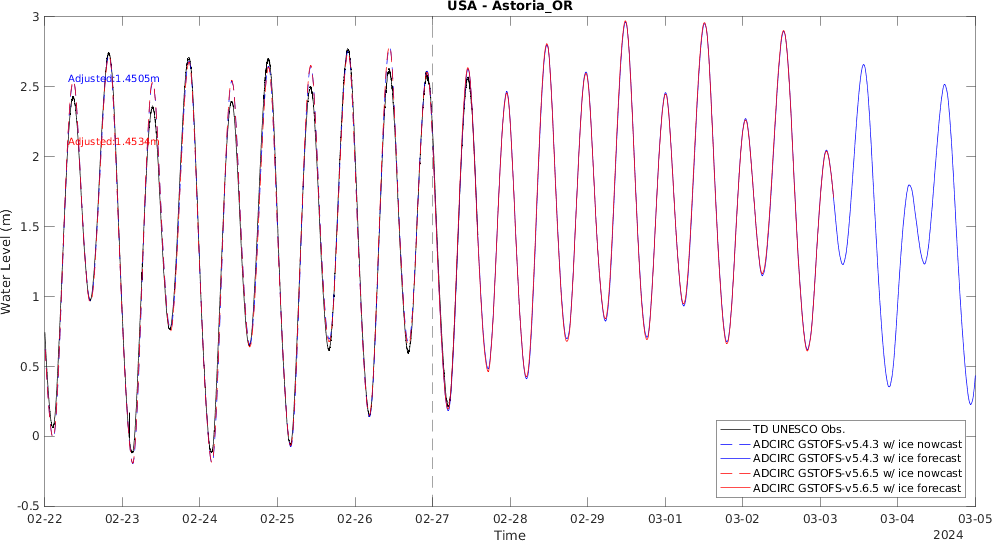 USA - Astoria_OR
3
2.5
2
1.5
1
0.5
0
-0.5
Water Level (m)
Adjusted:1.4505m
Adjusted:1.4534m
TD UNESCO Obs.
ADCIRC GSTOFS-v5.4.3 w/ ice nowcast
ADCIRC GSTOFS-v5.4.3 w/ ice forecast
ADCIRC GSTOFS-v5.6.5 w/ ice nowcast
ADCIRC GSTOFS-v5.6.5 w/ ice forecast
02-22 02-23 02-24 02-25 02-26 02-27 02-28 02-29 03-01 03-02 03-03 03-04 03-05
Time
2024